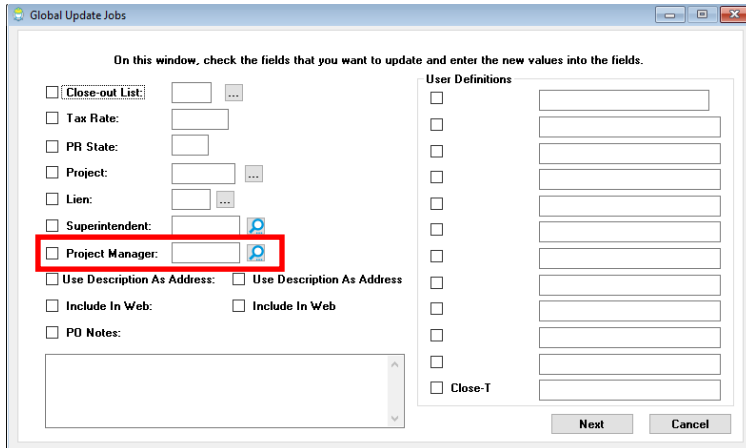 Global Update Jobs
On this window, check the fields that you want to update and enter the new values into the fields.
User Definitions
Close-out List:
...
Tax Rate:
PR State:
Project:
...
Lien:
...
Superintendent:
Project Manager:
Use Description As Address:
Use Description As Address
Include In Web:
Include In Web
PO Notes:
Close-T
Next
Cancel